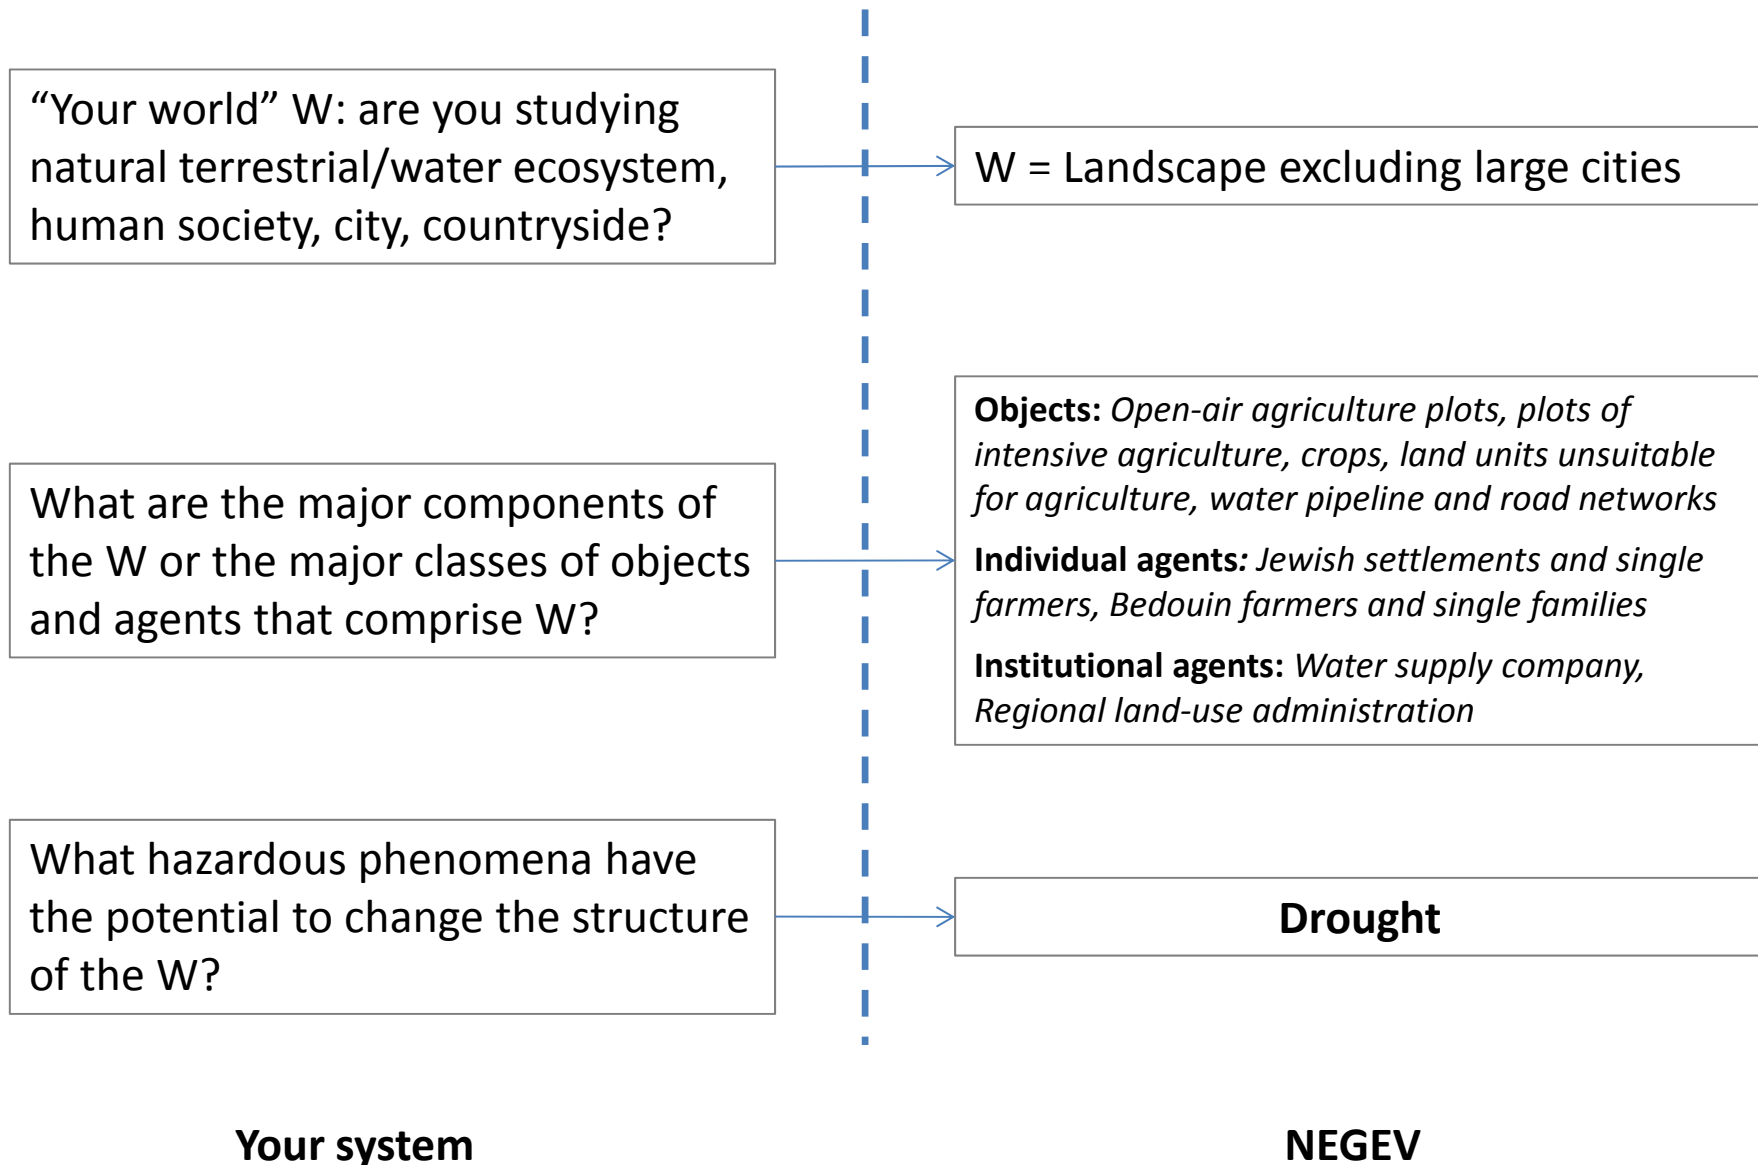 “Your world” W: are you studying
natural terrestrial/water ecosystem,
human society, city, countryside?
W = Landscape excluding large cities
What are the major components of
the W or the major classes of objects
and agents that comprise W?
Objects: Open-air agriculture plots, plots of
intensive agriculture, crops, land units unsuitable
for agriculture, water pipeline and road networks
Individual agents: Jewish settlements and single
farmers, Bedouin farmers and single families
Institutional agents: Water supply company,
Regional land-use administration
What hazardous phenomena have
the potential to change the structure
of the W?
Drought
Your system
NEGEV